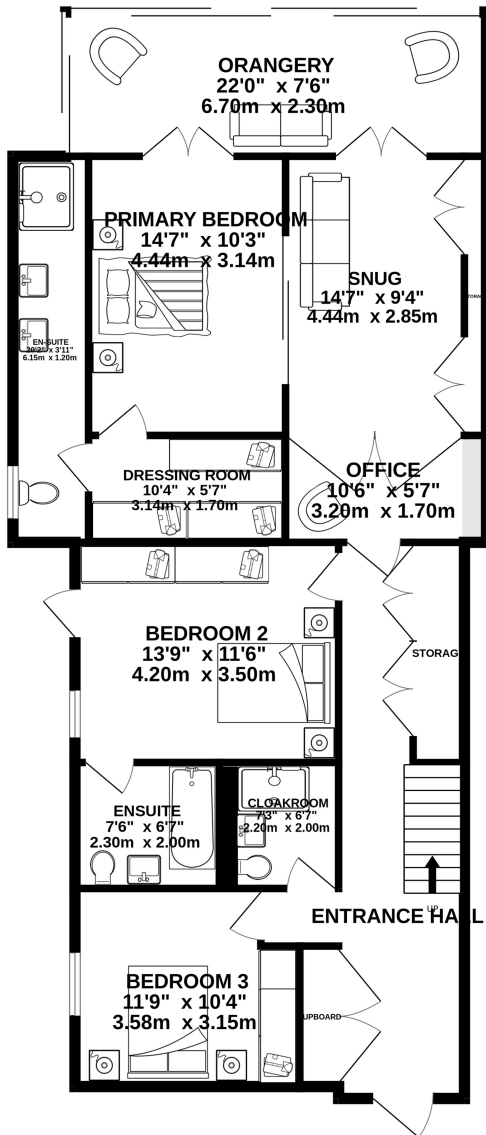 ORANGERY
22'0" x 7'6"
6.70m x 2.30m
PRIMARY BEDROOM
14'7" x 10'3"
4.44m x 3.14m
SNUG
14'7" x 9'4"
4.44m x 2.85m
EN-SUITE
20'2" x 3'11"
6.15m x 1.20m
DRESSING ROOM
10'4" x 5'7"
3.14m x 1.70m
OFFICE
10'6" x 5'7"
3.20m x 1.70m
BEDROOM 2
13'9" x 11'6"
4.20m x 3.50m
STORAG
ENSUITE
7'6" x 6'7"
2.30m x 2.00m
CLOAKROOM
7'3" x 6'7"
2.20m x 2.00m
UP
ENTRANCE HALL
BEDROOM 3
11'9" x 10'4"
3.58m x 3.15m
UPBOARD